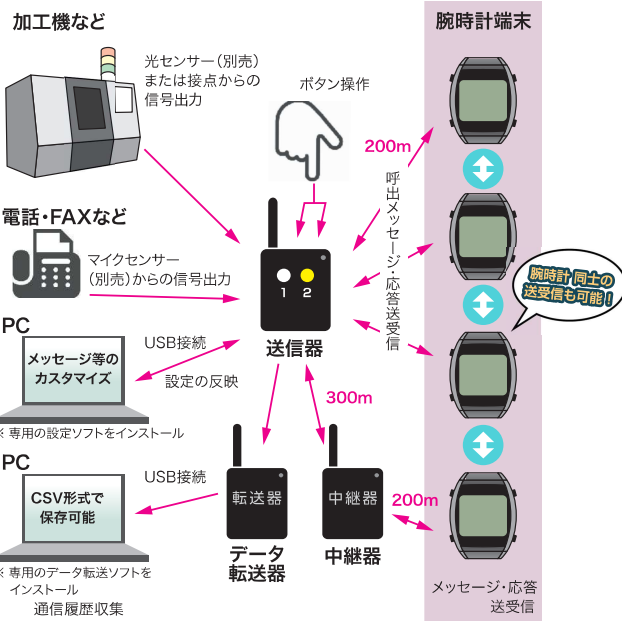 加工機など
光センサー（別売）
または接点からの
信号出力
ボタン操作
腕時計端末
200m
呼出メッセージ・応答送受信
電話・FAXなど
マイクセンサー
（別売）からの信号出力
1 2
送信器
腕時計 同士の
送受信も可能！
PC
メッセージ等の
カスタマイズ
USB接続
設定の反映
※ 専用の設定ソフトをインストール
300m
PC
CSV形式で
保存可能
USB接続
転送器
中継器
200m
データ
転送器
中継器
※ 専用のデータ転送ソフトを
インストール
通信履歴収集
メッセージ・応答
送受信